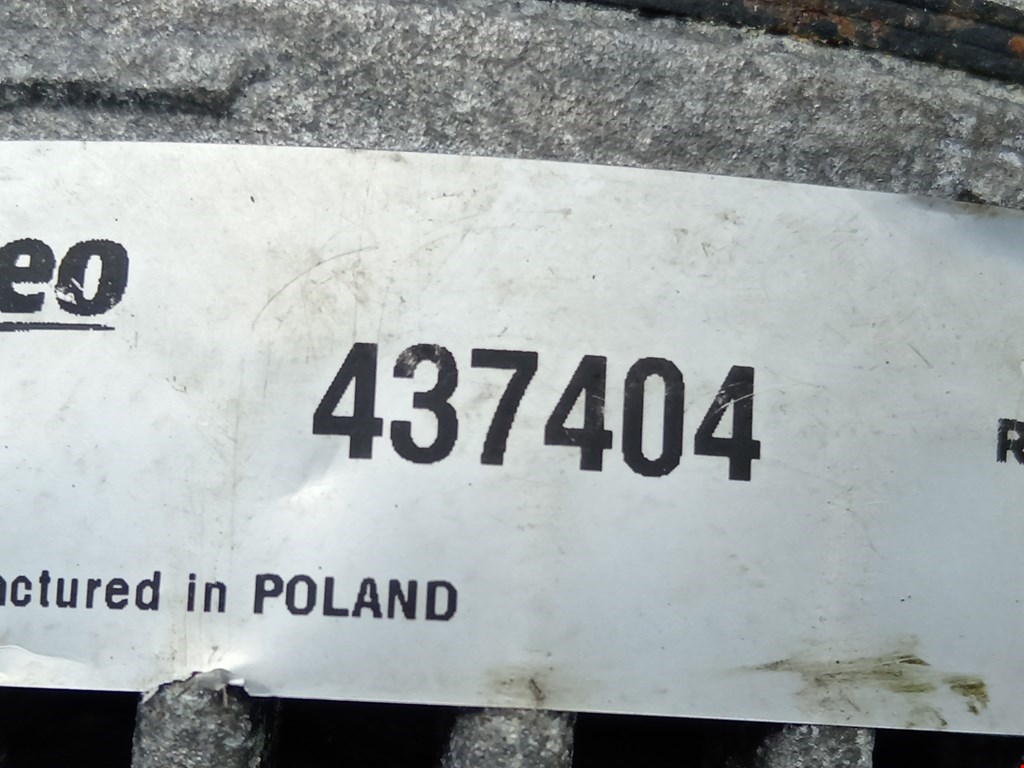 eo
437404
R
actured in POLAND